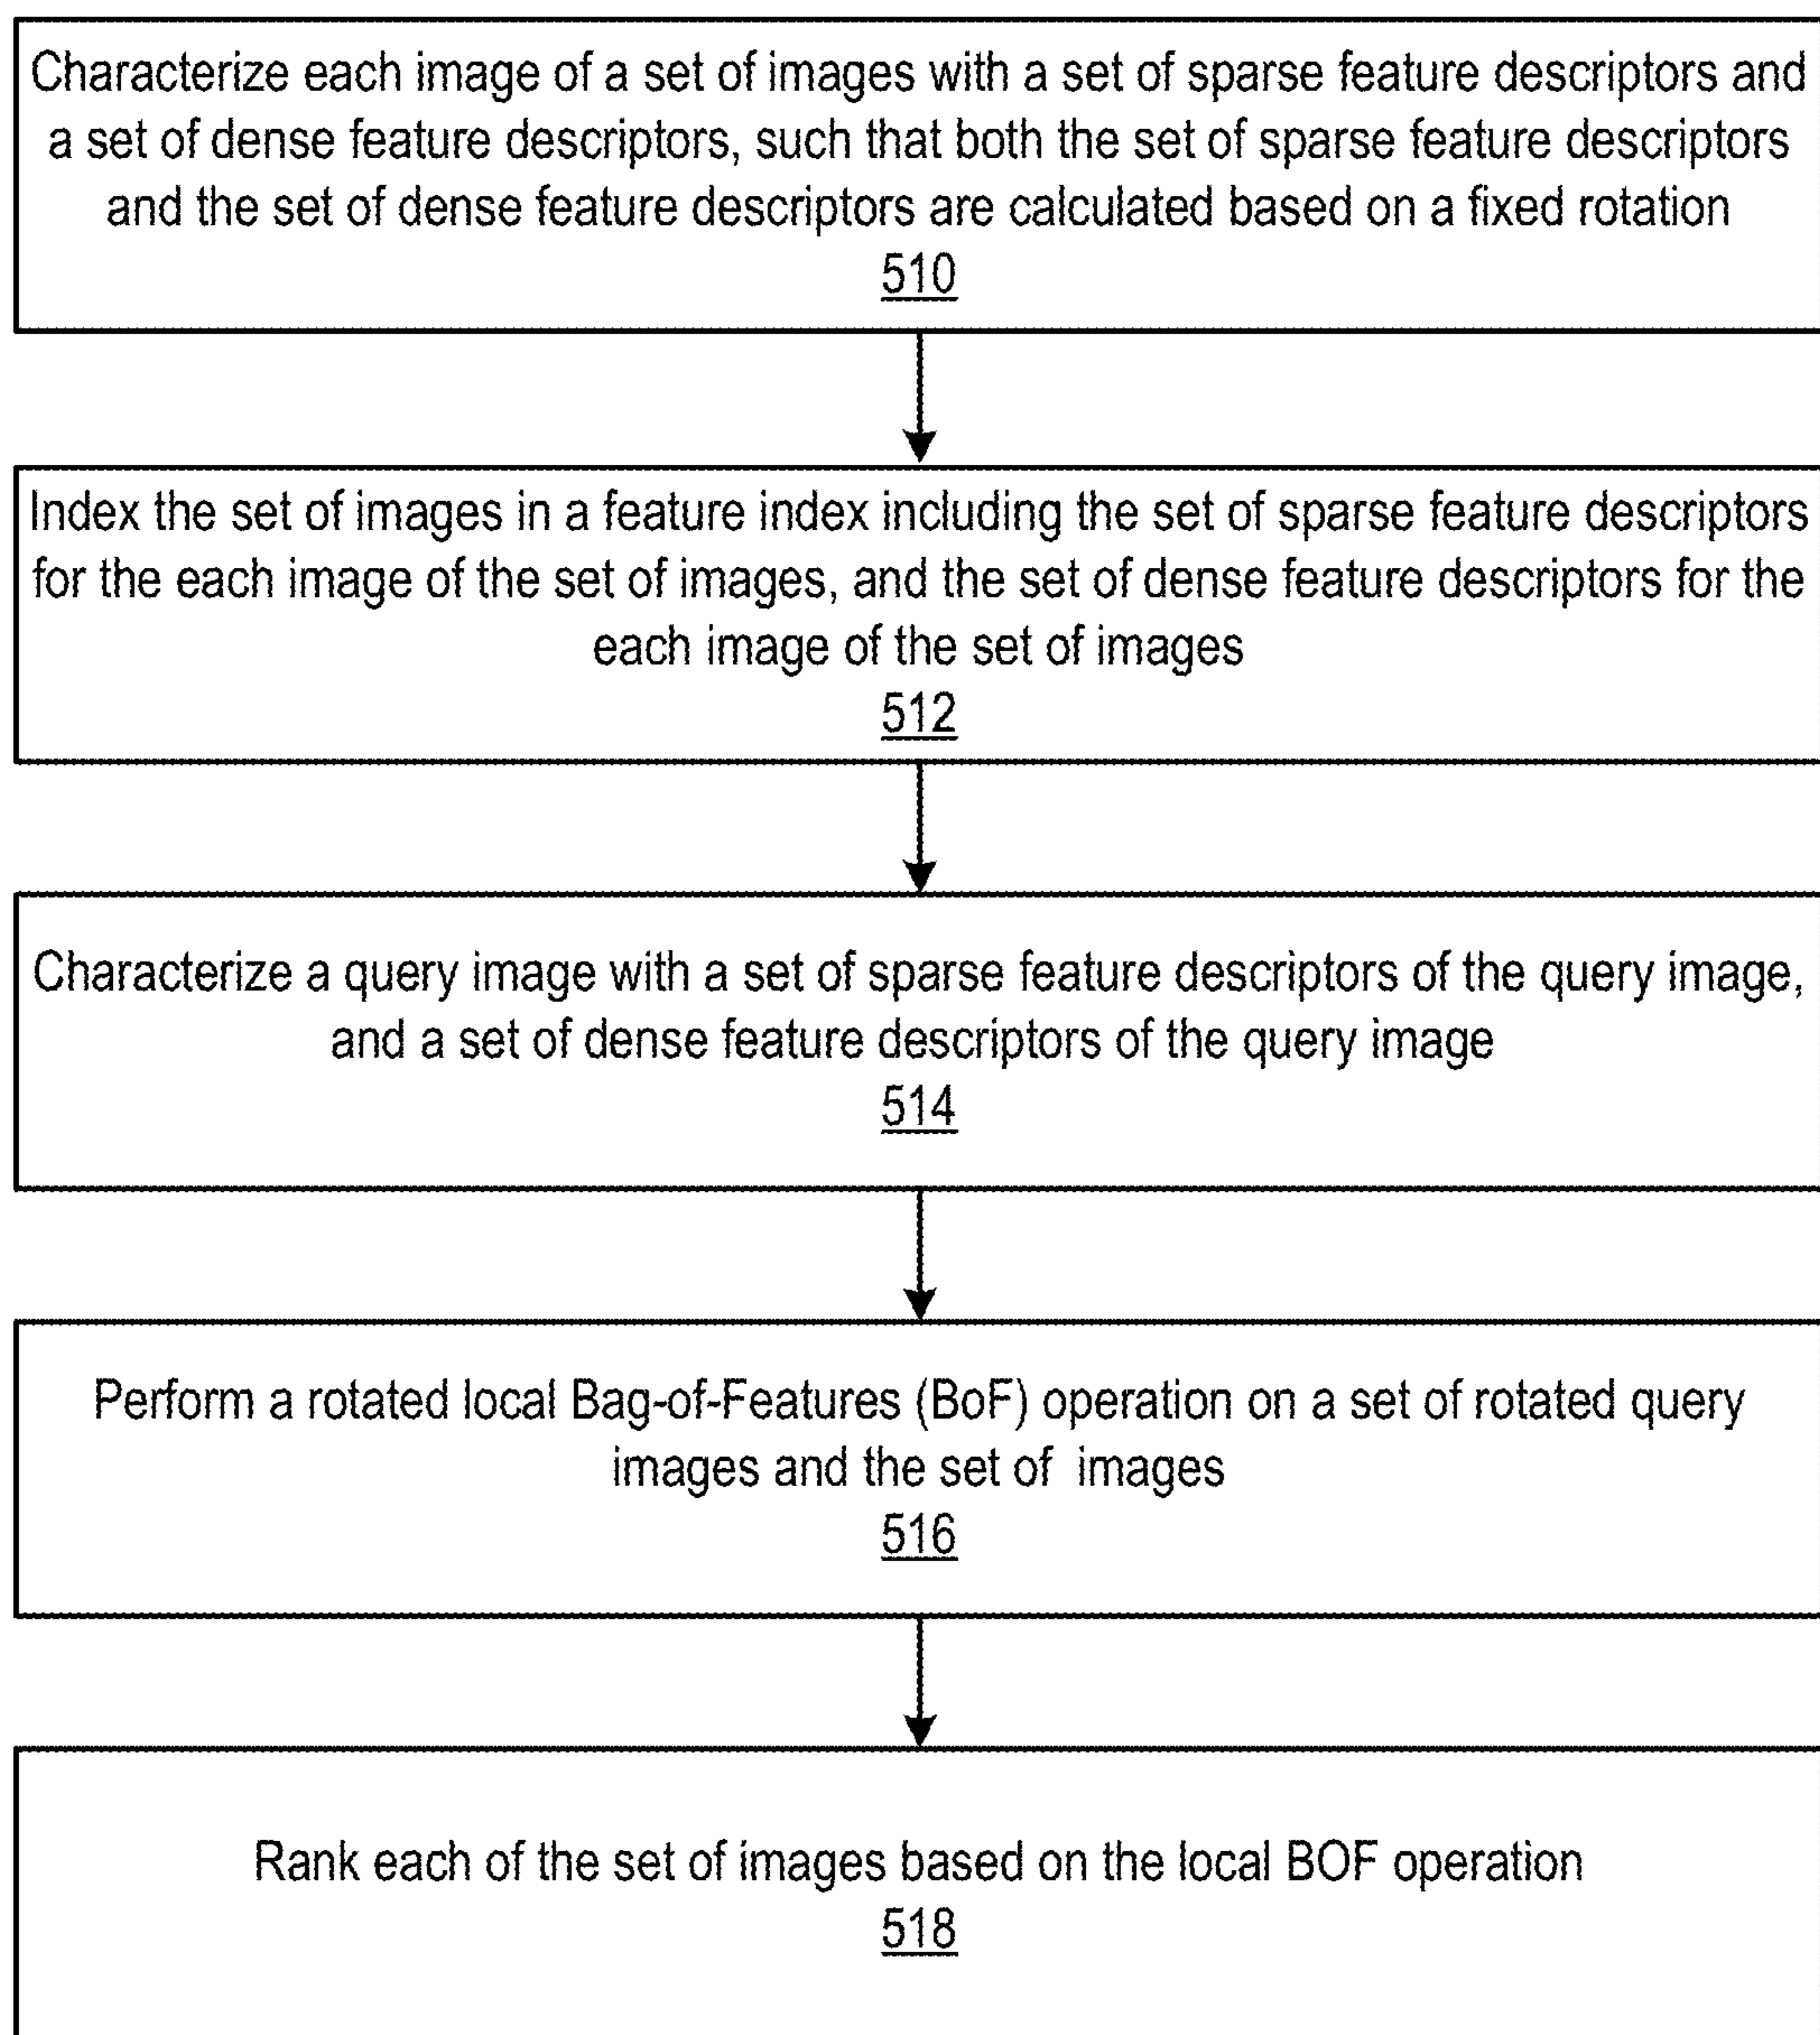 Characterize each image of a set of images with a set of sparse feature descriptors and
a set of dense feature descriptors, such that both the set of sparse feature descriptors
and the set of dense feature descriptors are calculated based on a fixed rotation
510
Index the set of images in a feature index including the set of sparse feature descriptors
for the each image of the set of images, and the set of dense feature descriptors for the
each image of the set of images
512
Characterize a query image with a set of sparse feature descriptors of the query image,
and a set of dense feature descriptors of the query image
514
Perform a rotated local Bag-of-Features (BoF) operation on a set of rotated query
images and the set of images
516
Rank each of the set of images based on the local BOF operation
518